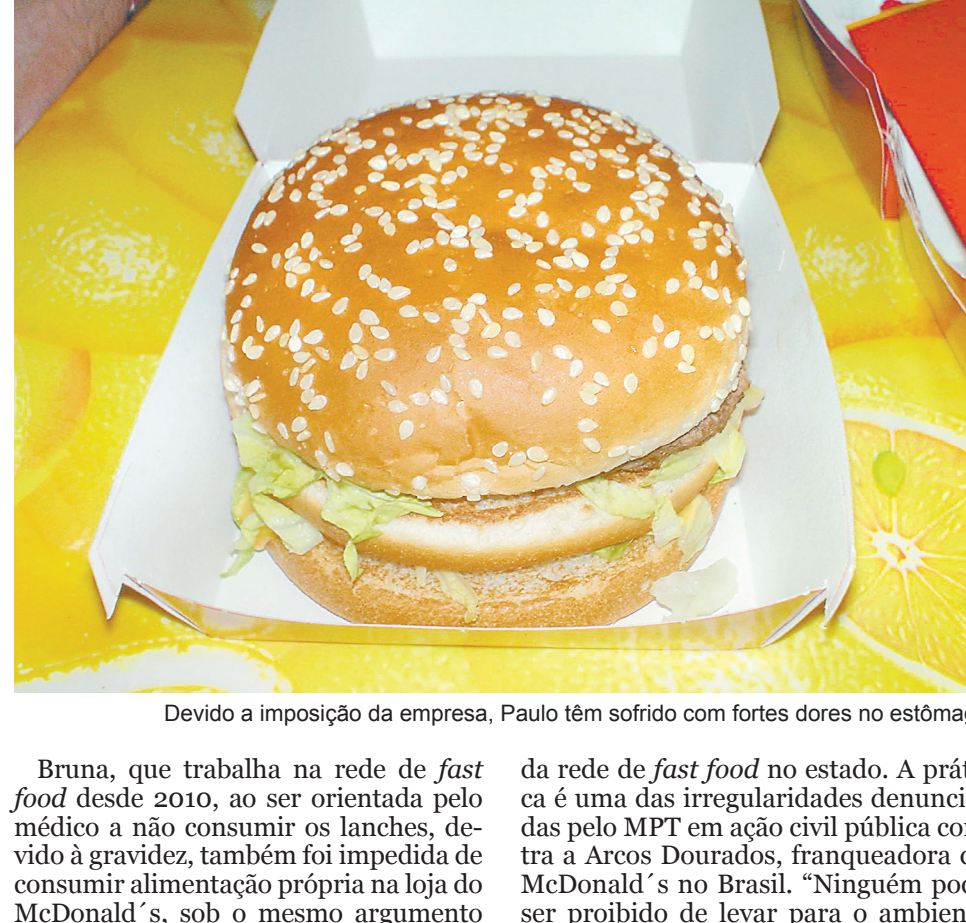 Devido a imposição da empresa, Paulo têm sofrido com fortes dores no
Bruna, que trabalha na rede de fast
food desde 2010, ao ser orientada pelo
médico a não consumir os lanches, de-
vido à gravidez, também foi impedida de
consumir alimentação própria na loja do
McDonald´s, sob o mesmo argumento
da rede de fast food no estado. A
ca é uma das irregularidades
das pelo MPT em ação civil pública
tra a Arcos Dourados, franqueadora
McDonald´s no Brasil. “Ninguém
ser proibido de levar para o